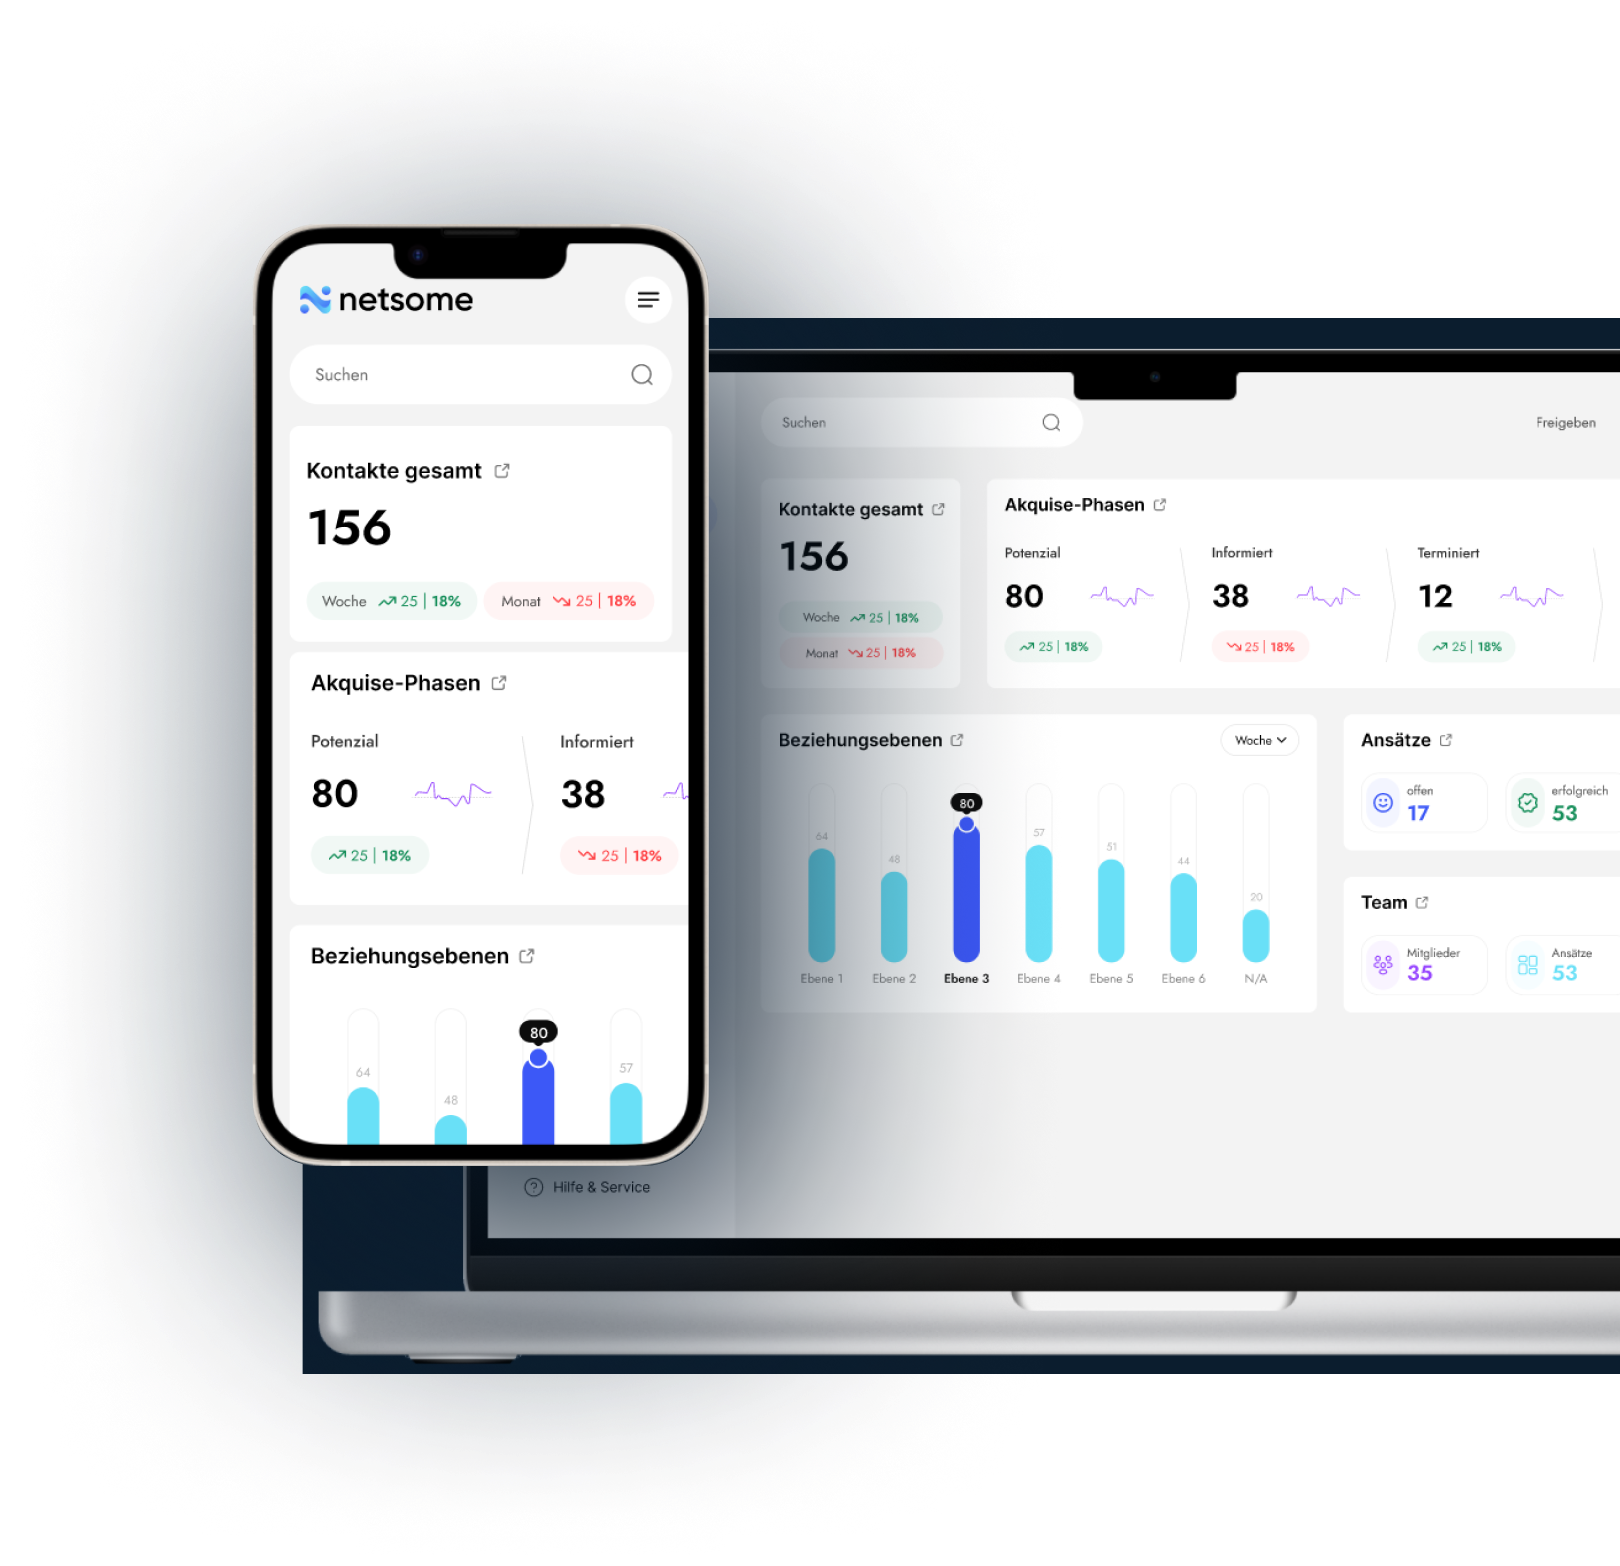 netsome
Suchen
Kontakte gesamt
156
Woche 25 | 18% Monat 25 | 18%
Akquise-Phasen
Potenzial Informiert
80 38
25 | 18% 25 | 18%
Beziehungsebenen
80
64 48 57
Suchen Freigeben
Kontakte gesamt
156
Woche 25 | 18%
Monat 25 | 18%
Akquise-Phasen
Potenzial Informiert Terminiert
80 38 12
25 | 18% 25 | 18% 25 | 18%
Beziehungsebenen Woche
64 48 80 57 51 44 20
Ebene 1 Ebene 2 Ebene 3 Ebene 4 Ebene 5 Ebene 6 N/A
Ansätze
offen erfolgreich
17 53
Team
Mitglieder Ansätze
35 53
Hilfe & Service